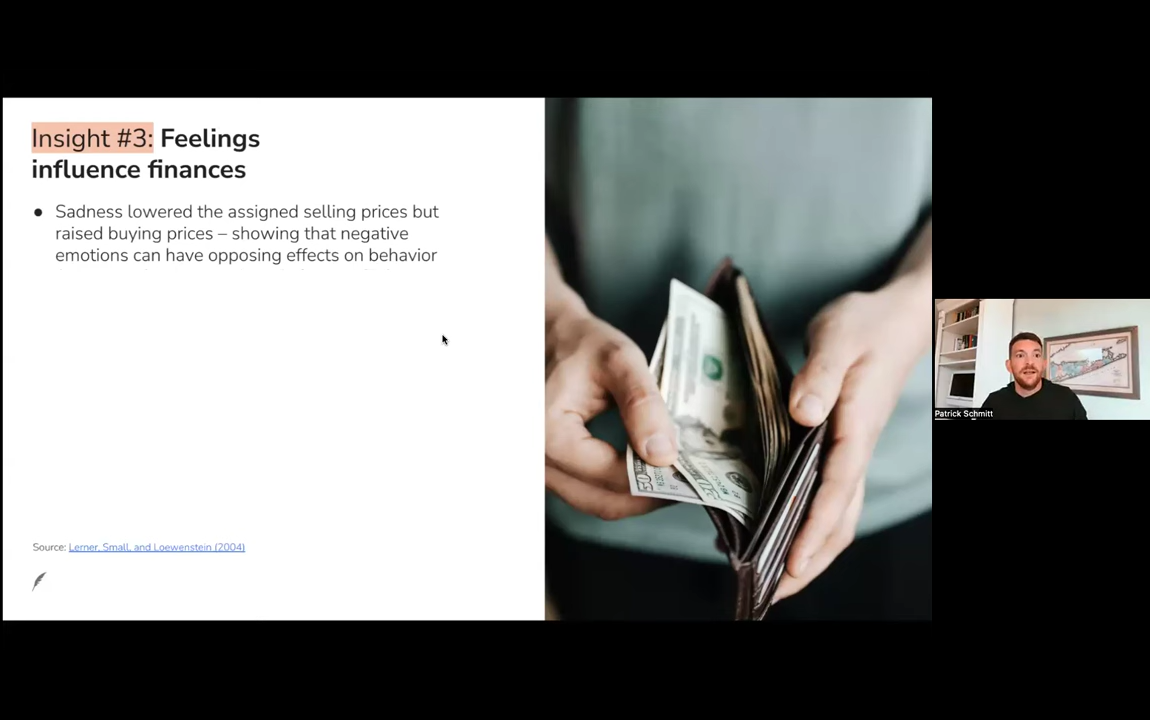 Insight #3: Feelings
influence finances
● Sadness lowered the assigned selling prices but
raised buying prices – showing that negative
emotions can have opposing effects on behavior
Source: Lerner, Small, and Loewenstein (2004)
50
Patrick Schmitt